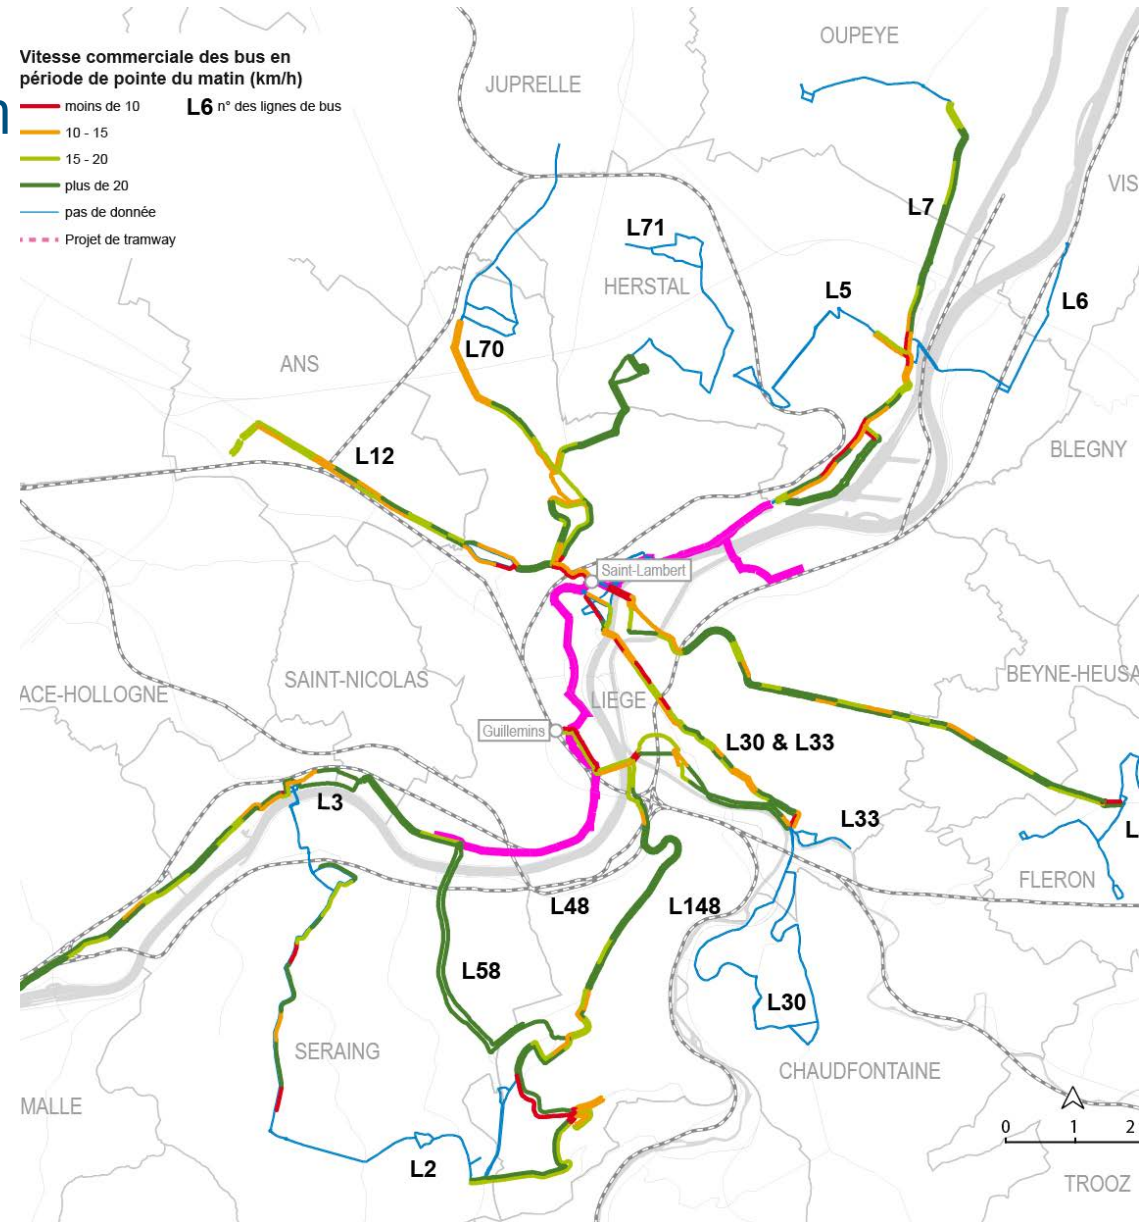 Vitesse commerciale des bus en
période de pointe du matin (km/h)
n
moins de 10
L6 n° des lignes de bus
10 - 15
15 - 20
plus de 20
pas de donnée
Projet de tramway
OUPEYE
JUPRELLE
VIS
L7
L71
HERSTAL
L5
L6
L70
ANS
L12
BLEGNY
Saint-Lambert
BEYNE-HEUSA
SAINT-NICOLAS
ACE-HOLLOGNE
LIEGE
Guillemins
L30 & L33
L3
L33
L
FLERON
L48
L148
L58
L30
SERAING
CHAUDFONTAINE
MALLE
0 1 2
L2
TROOZ